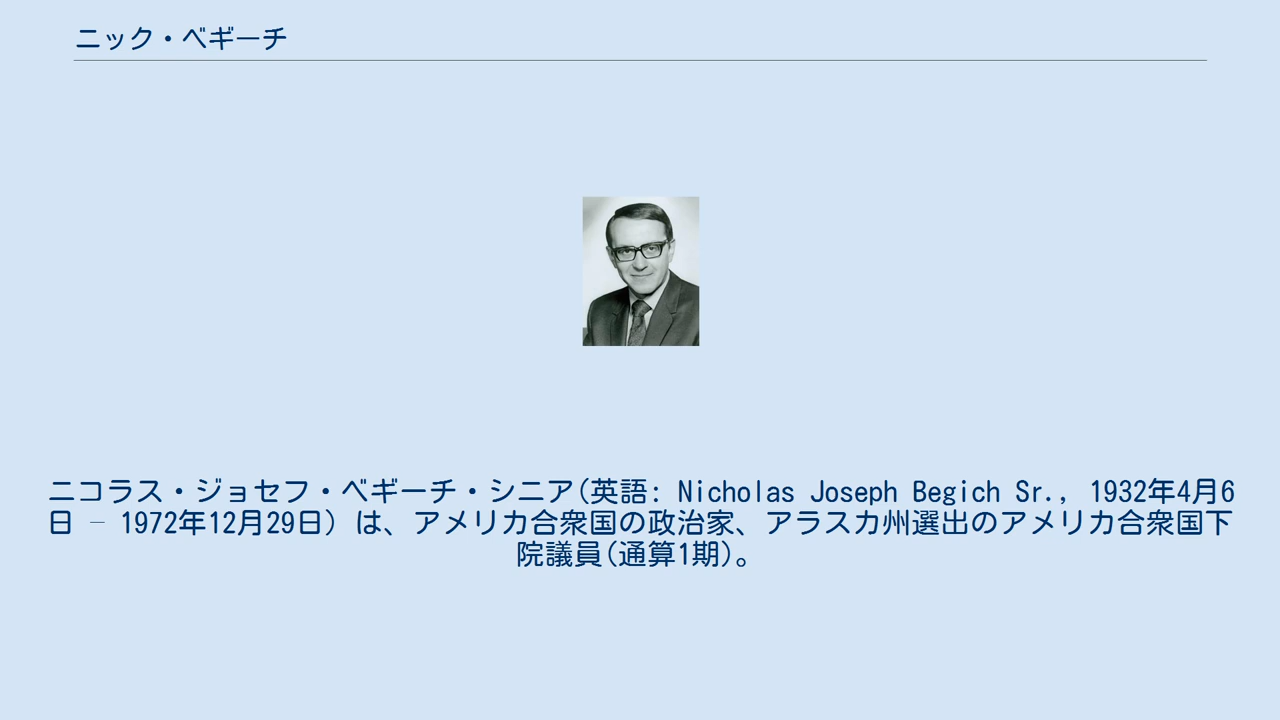 ニック・ベギーチ
ニコラス・ジョセフ・ベギーチ・シニア(英語: Nicholas Joseph Begich Sr., 1932年4月6
日 – 1972年12月29日) は、アメリカ合衆国の政治家、アラスカ州選出のアメリカ合衆国下
院議員(通算1期)。